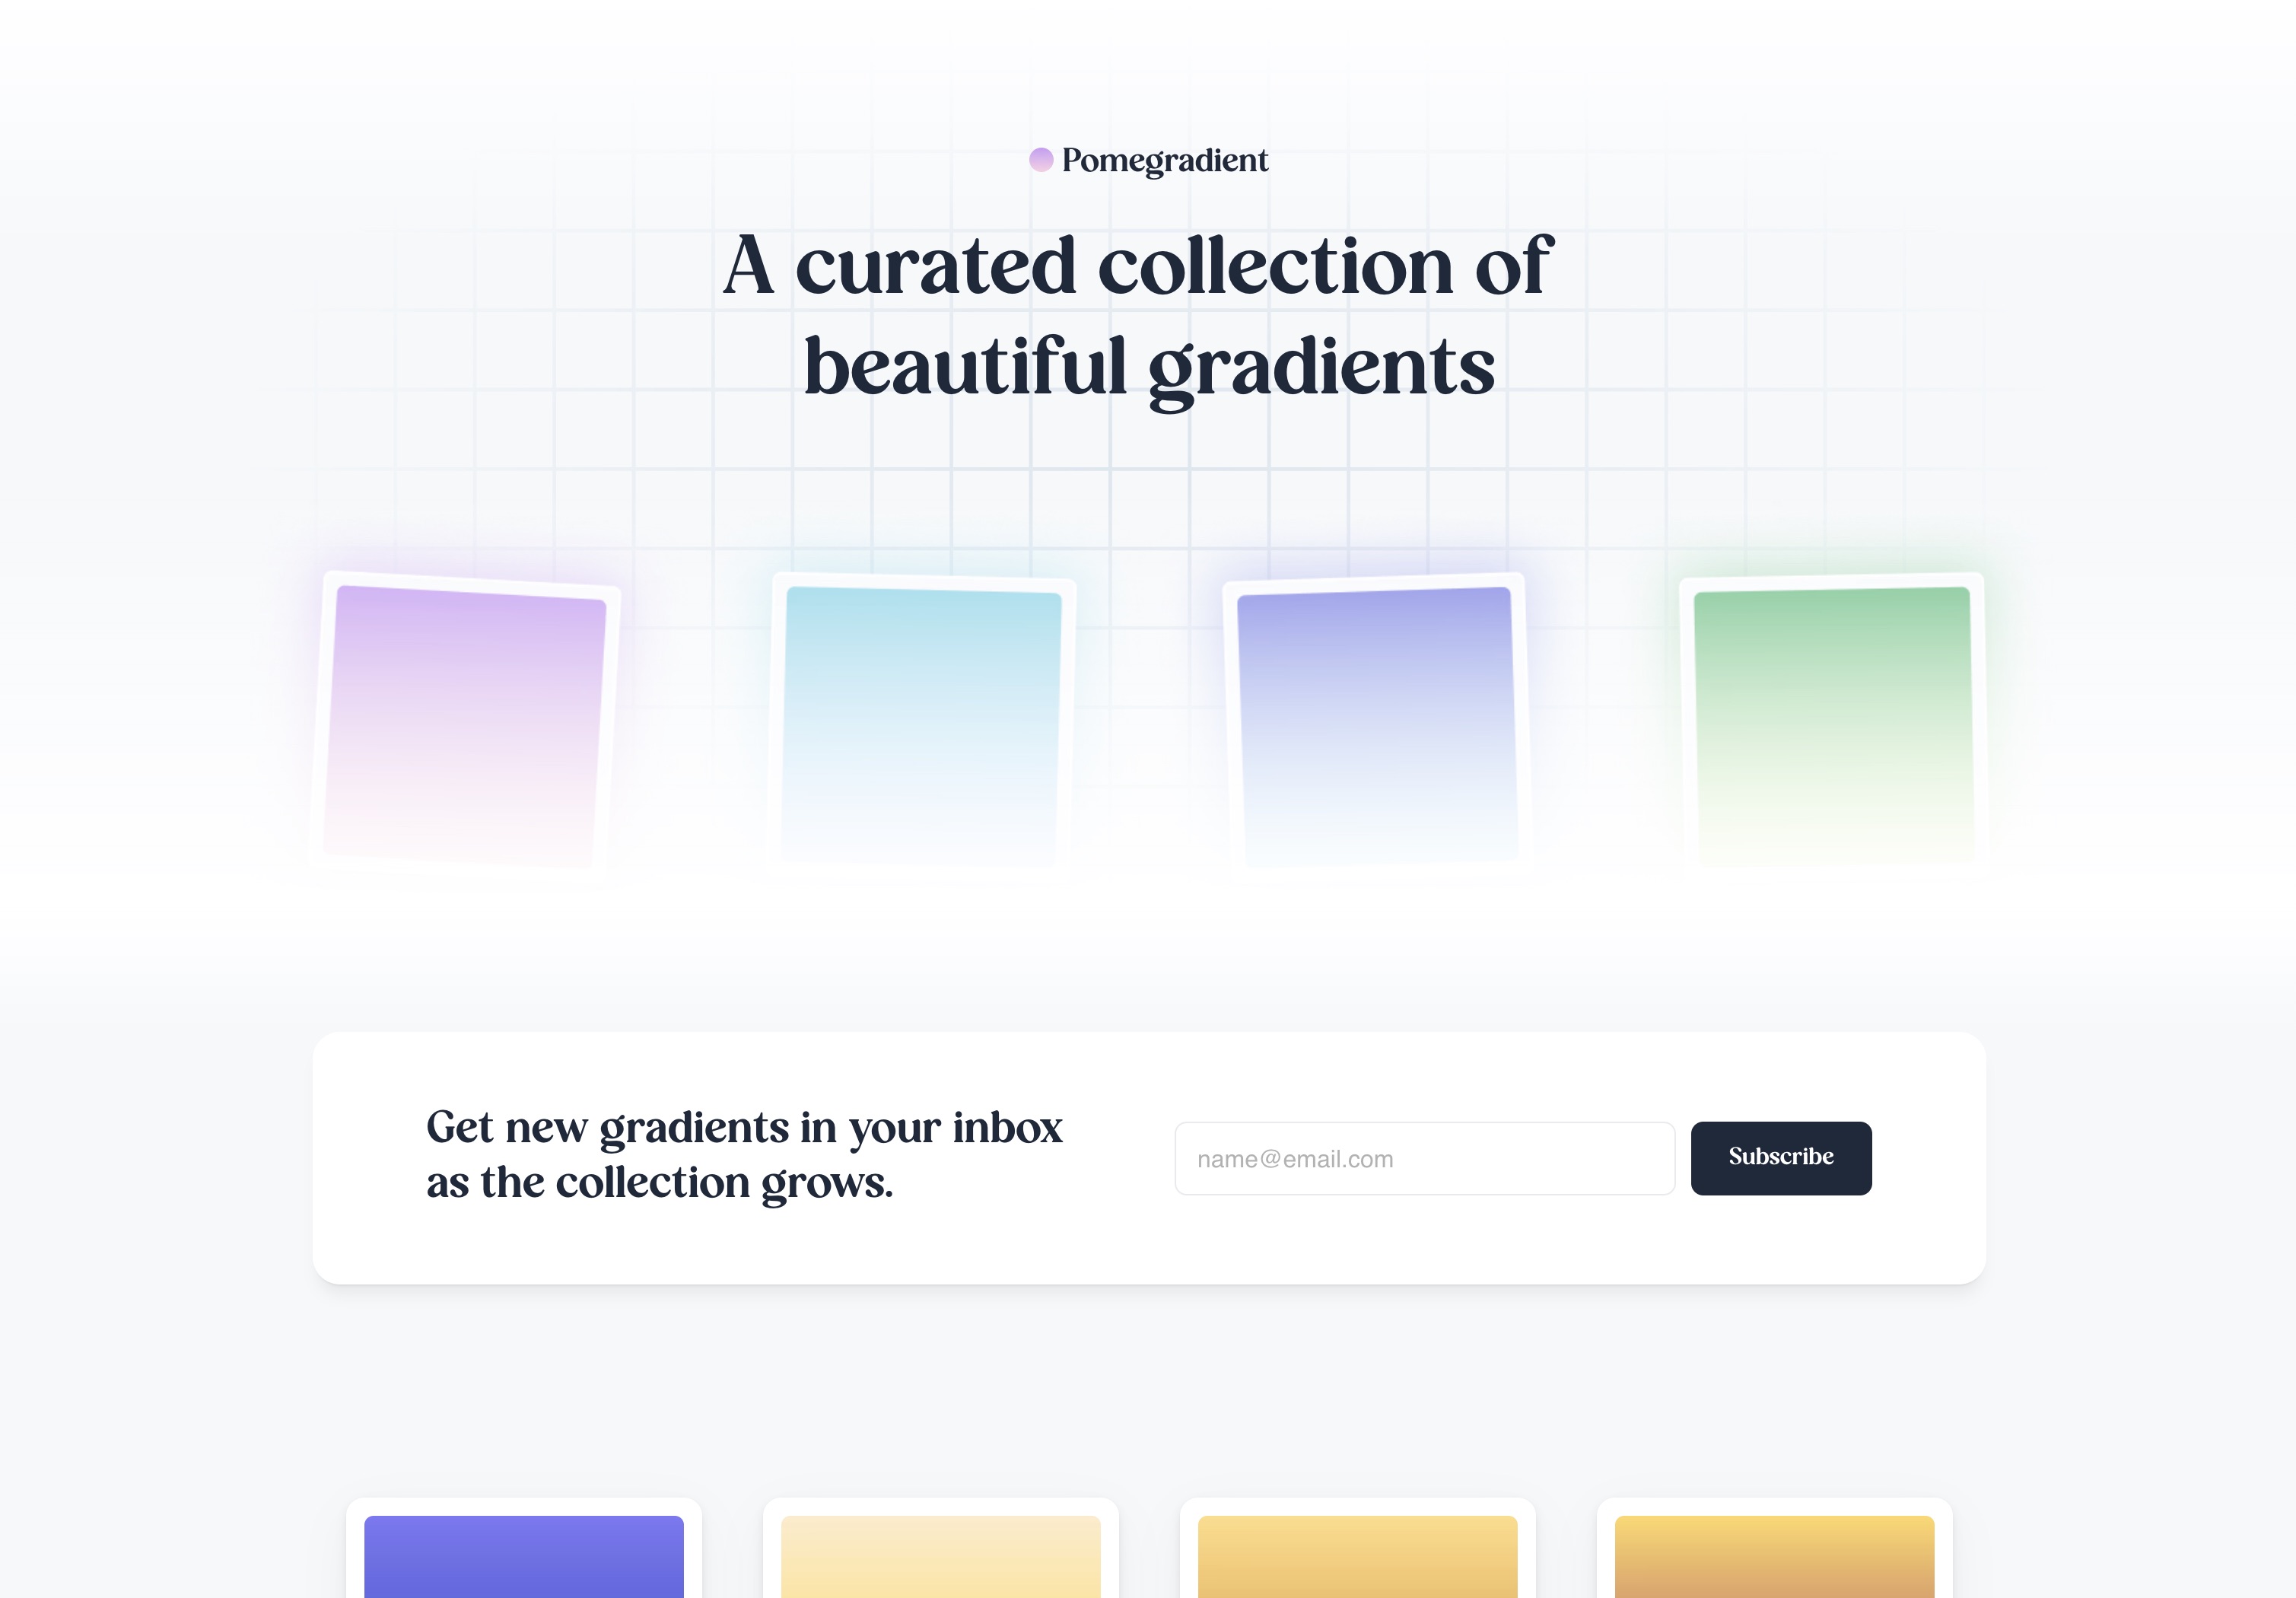 Pomegradient
A curated collection of
beautiful gradients
Get new gradients in your inbox
as the collection grows.
name@email.com
Subscribe